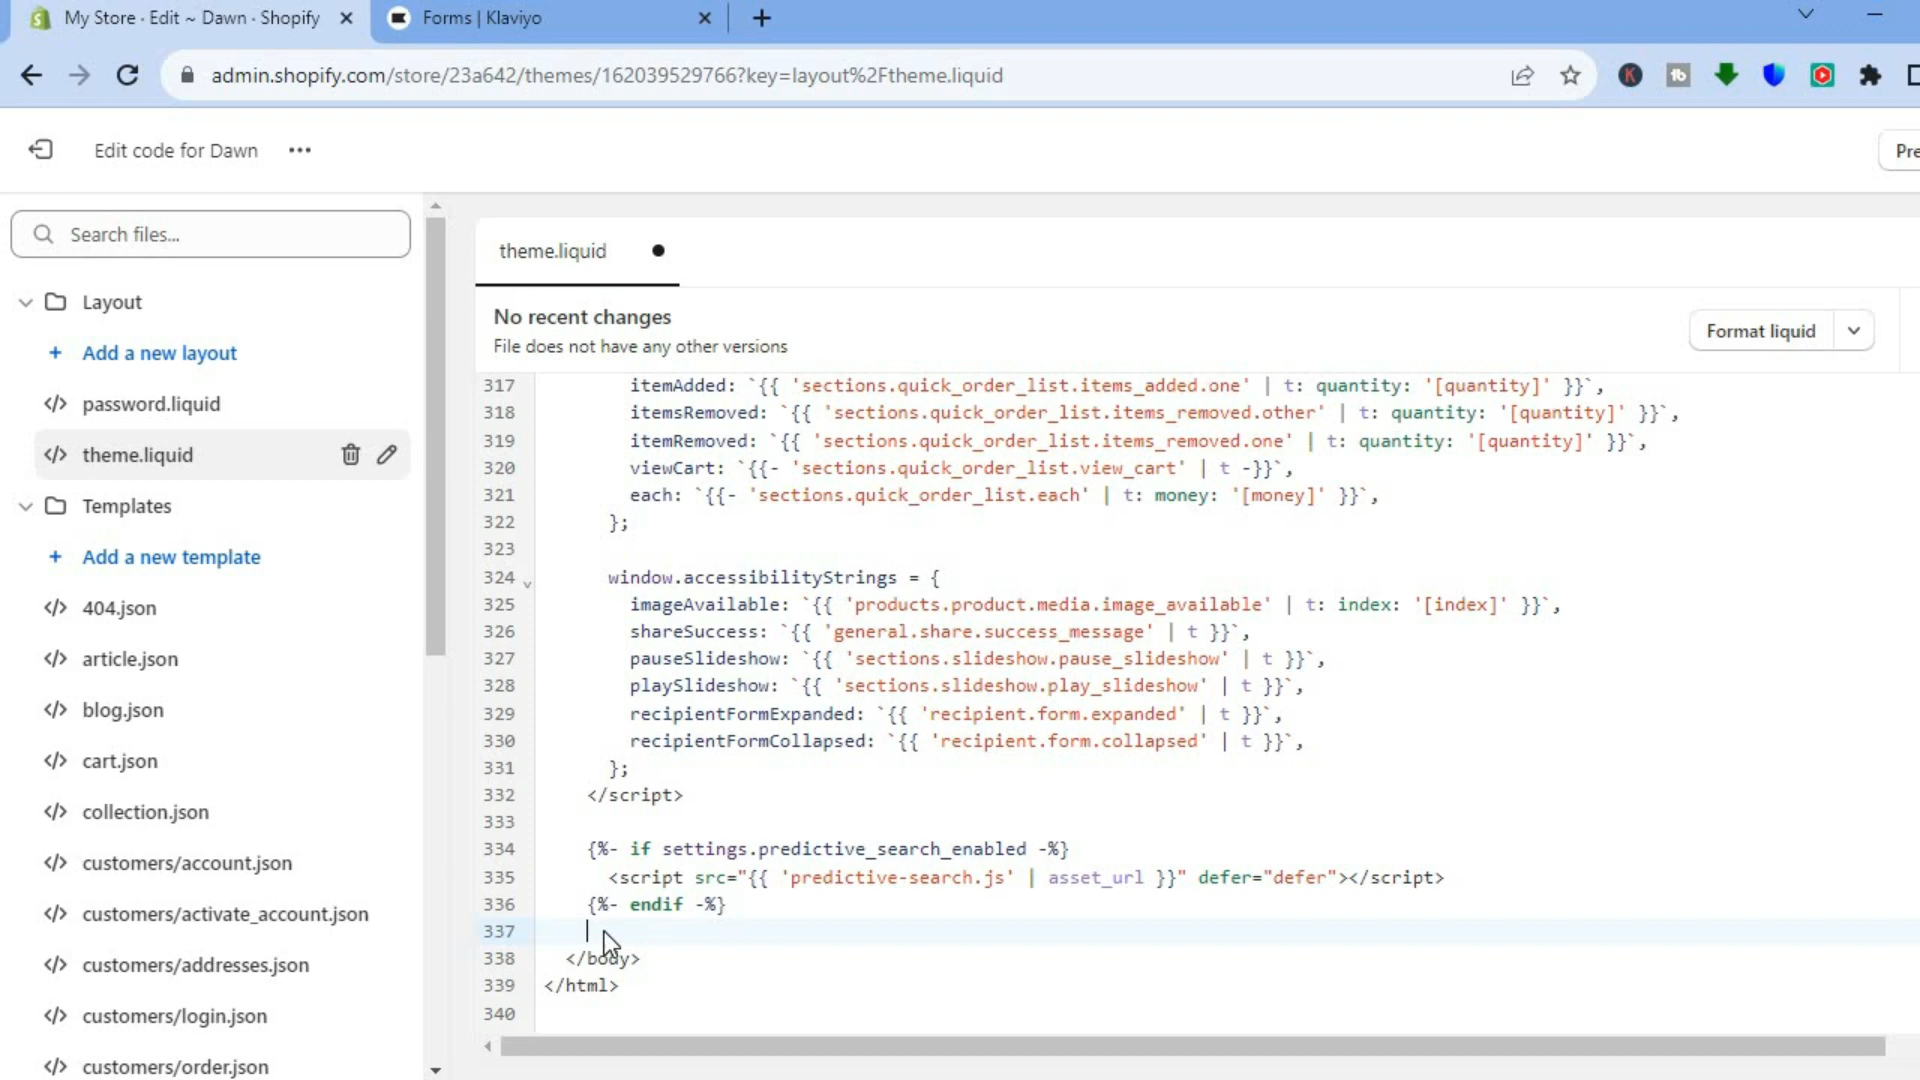 My Store · Edit ~ Dawn · Shopify
Forms | Klaviyo
admin.shopify.com/store/23a642/themes/162039529766?key=layout%2Ftheme.liquid
K
tb
Edit code for Dawn
Pre
Search files...
Layout
Add a new layout
password.liquid
theme.liquid
Templates
Add a new template
404.json
article.json
blog.json
cart.json
collection.json
customers/account.json
customers/activate_account.json
customers/addresses.json
customers/login.json
customers/order.json
theme.liquid
No recent changes
File does not have any other versions
Format liquid
317 itemAdded: `{{ 'sections.quick_order_list.items_added.one' | t: quantity: '[quantity]' }}`,
318 itemsRemoved: `{{ 'sections.quick_order_list.items_removed.other' | t: quantity: '[quantity]' }}`,
319 itemRemoved: `{{ 'sections.quick_order_list.items_removed.one' | t: quantity: '[quantity]' }}`,
320 viewCart: `{{- 'sections.quick_order_list.view_cart' | t -}}`,
321 each: `{{- 'sections.quick_order_list.each' | t: money: '[money]' }}`,
322 };
323
324 window.accessibilityStrings = {
325 imageAvailable: `{{ 'products.product.media.image_available' | t: index: '[index]' }}`,
326 shareSuccess: `{{ 'general.share.success_message' | t }}`,
327 pauseSlideshow: `{{ 'sections.slideshow.pause_slideshow' | t }}`,
328 playSlideshow: `{{ 'sections.slideshow.play_slideshow' | t }}`,
329 recipientFormExpanded: `{{ 'recipient.form.expanded' | t }}`,
330 recipientFormCollapsed: `{{ 'recipient.form.collapsed' | t }}`,
331 };
332 </script>
333
334 {%- if settings.predictive_search_enabled -%}
335 <script src="{{ 'predictive-search.js' | asset_url }}" defer="defer"></script>
336 {%- endif -%}
337
338 </body>
339 </html>
340